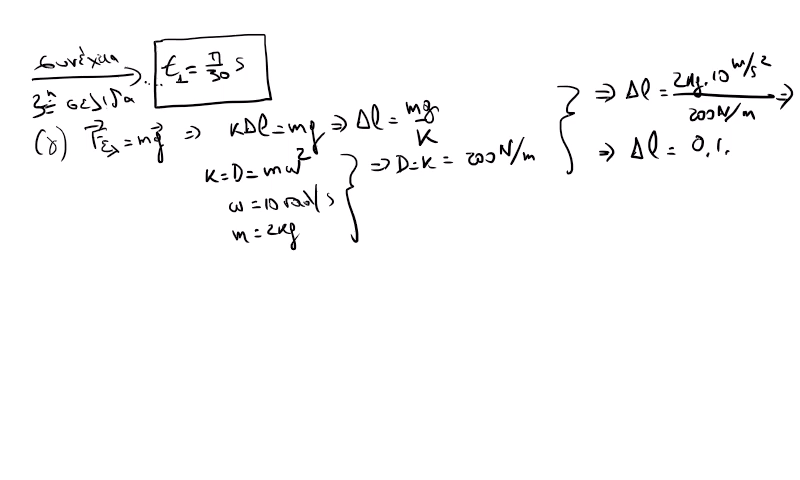 συνέχεια
3ης σελίδα ... t₁ = π/30 s
(γ) F⃗ελ = mg⃗ ⇒ KΔl = mg ⇒ Δl = mg/K
K = D = mω²
ω = 10 rad/s
m = 2kg
} ⇒ D = K = 200 N/m
} ⇒ Δl = 2kg · 10 m/s² / 200 N/m ⇒
⇒ Δl = 0,1.